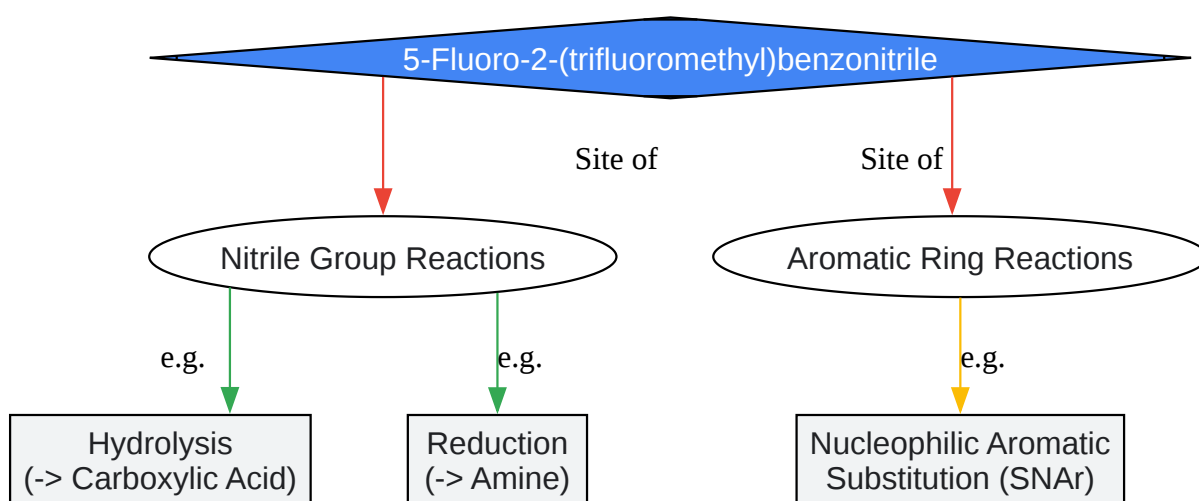 5-Fluoro-2-(trifluoromethyl)benzonitrile
Site of
Site of
Nitrile Group Reactions
Aromatic Ring Reactions
e.g.
e.g.
e.g.
Hydrolysis
(-> Carboxylic Acid)
Reduction
(-> Amine)
Nucleophilic Aromatic
Substitution (SNAr)